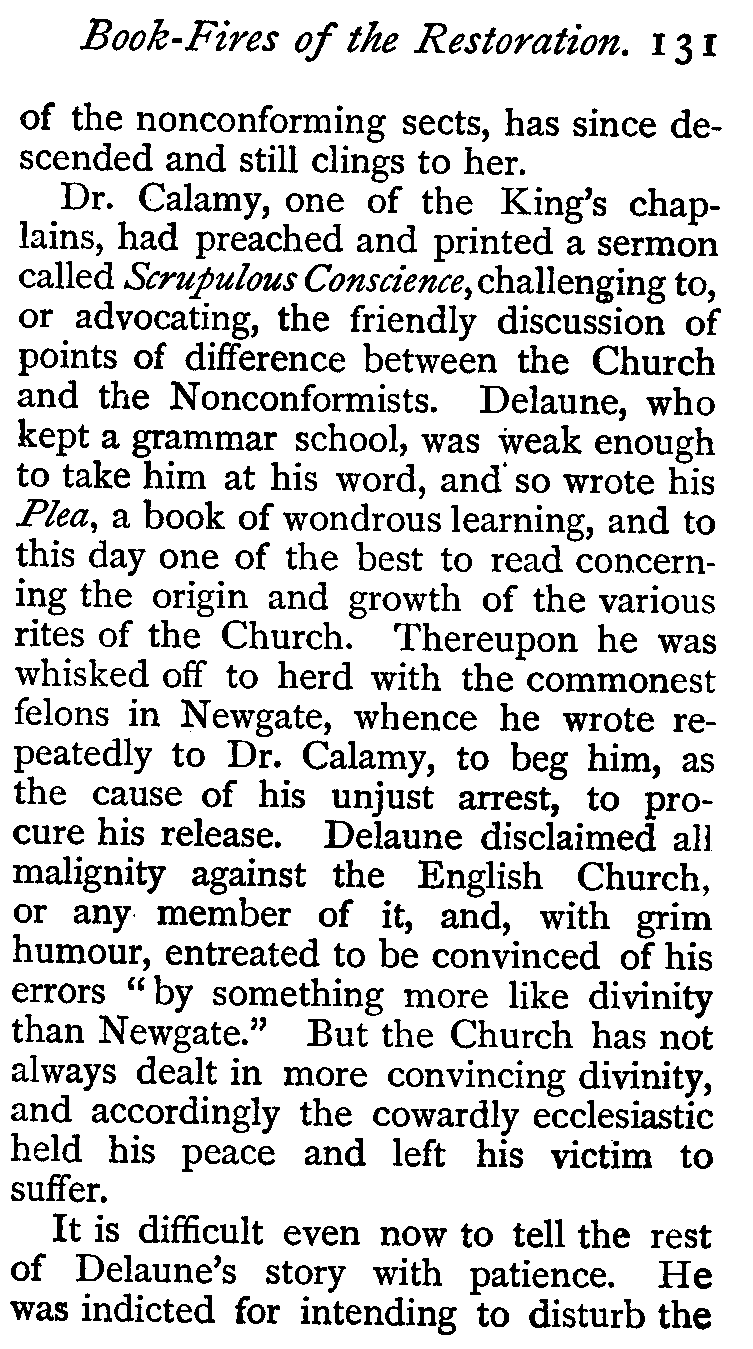 Book-Fires of the Restoration. 131
of the nonconforming sects, has since de-
scended and still clings to her.
Dr. Calamy, one of the King's chap-
lains, had preached and printed a sermon
called Scrupulous Conscience, challenging to,
or advocating, the friendly discussion of
points of difference between the Church
and the Nonconformists. Delaune, who
kept a grammar school, was weak enough
to take him at his word, and so wrote his
Plea, a book of wondrous learning, and to
this day one of the best to read concern-
ing the origin and growth of the various
rites of the Church. Thereupon he was
whisked off to herd with the commonest
felons in Newgate, whence he wrote re-
peatedly to Dr. Calamy, to beg him, as
the cause of his unjust arrest, to pro-
cure his release. Delaune disclaimed all
malignity against the English Church,
or any member of it, and, with grim
humour, entreated to be convinced of his
errors "by something more like divinity
than Newgate." But the Church has not
always dealt in more convincing divinity,
and accordingly the cowardly ecclesiastic
held his peace and left his victim to
suffer.
It is difficult even now to tell the rest
of Delaune's story with patience. He
was indicted for intending to disturb the